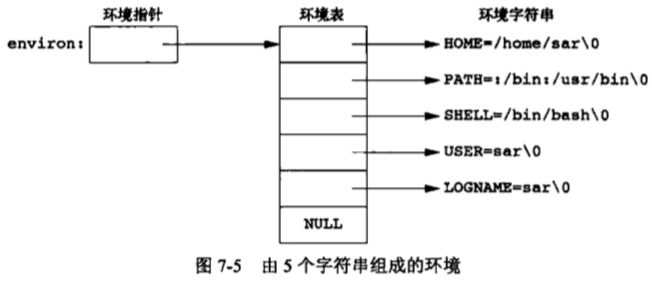 环境指针 环境表 环境字符串
environ: HOME=/home/sar\0
PATH=:/bin:/usr/bin\0
SHELL=/bin/bash\0
USER=sar\0
LOGNAME=sar\0
NULL
图 7-5 由 5 个字符串组成的环境